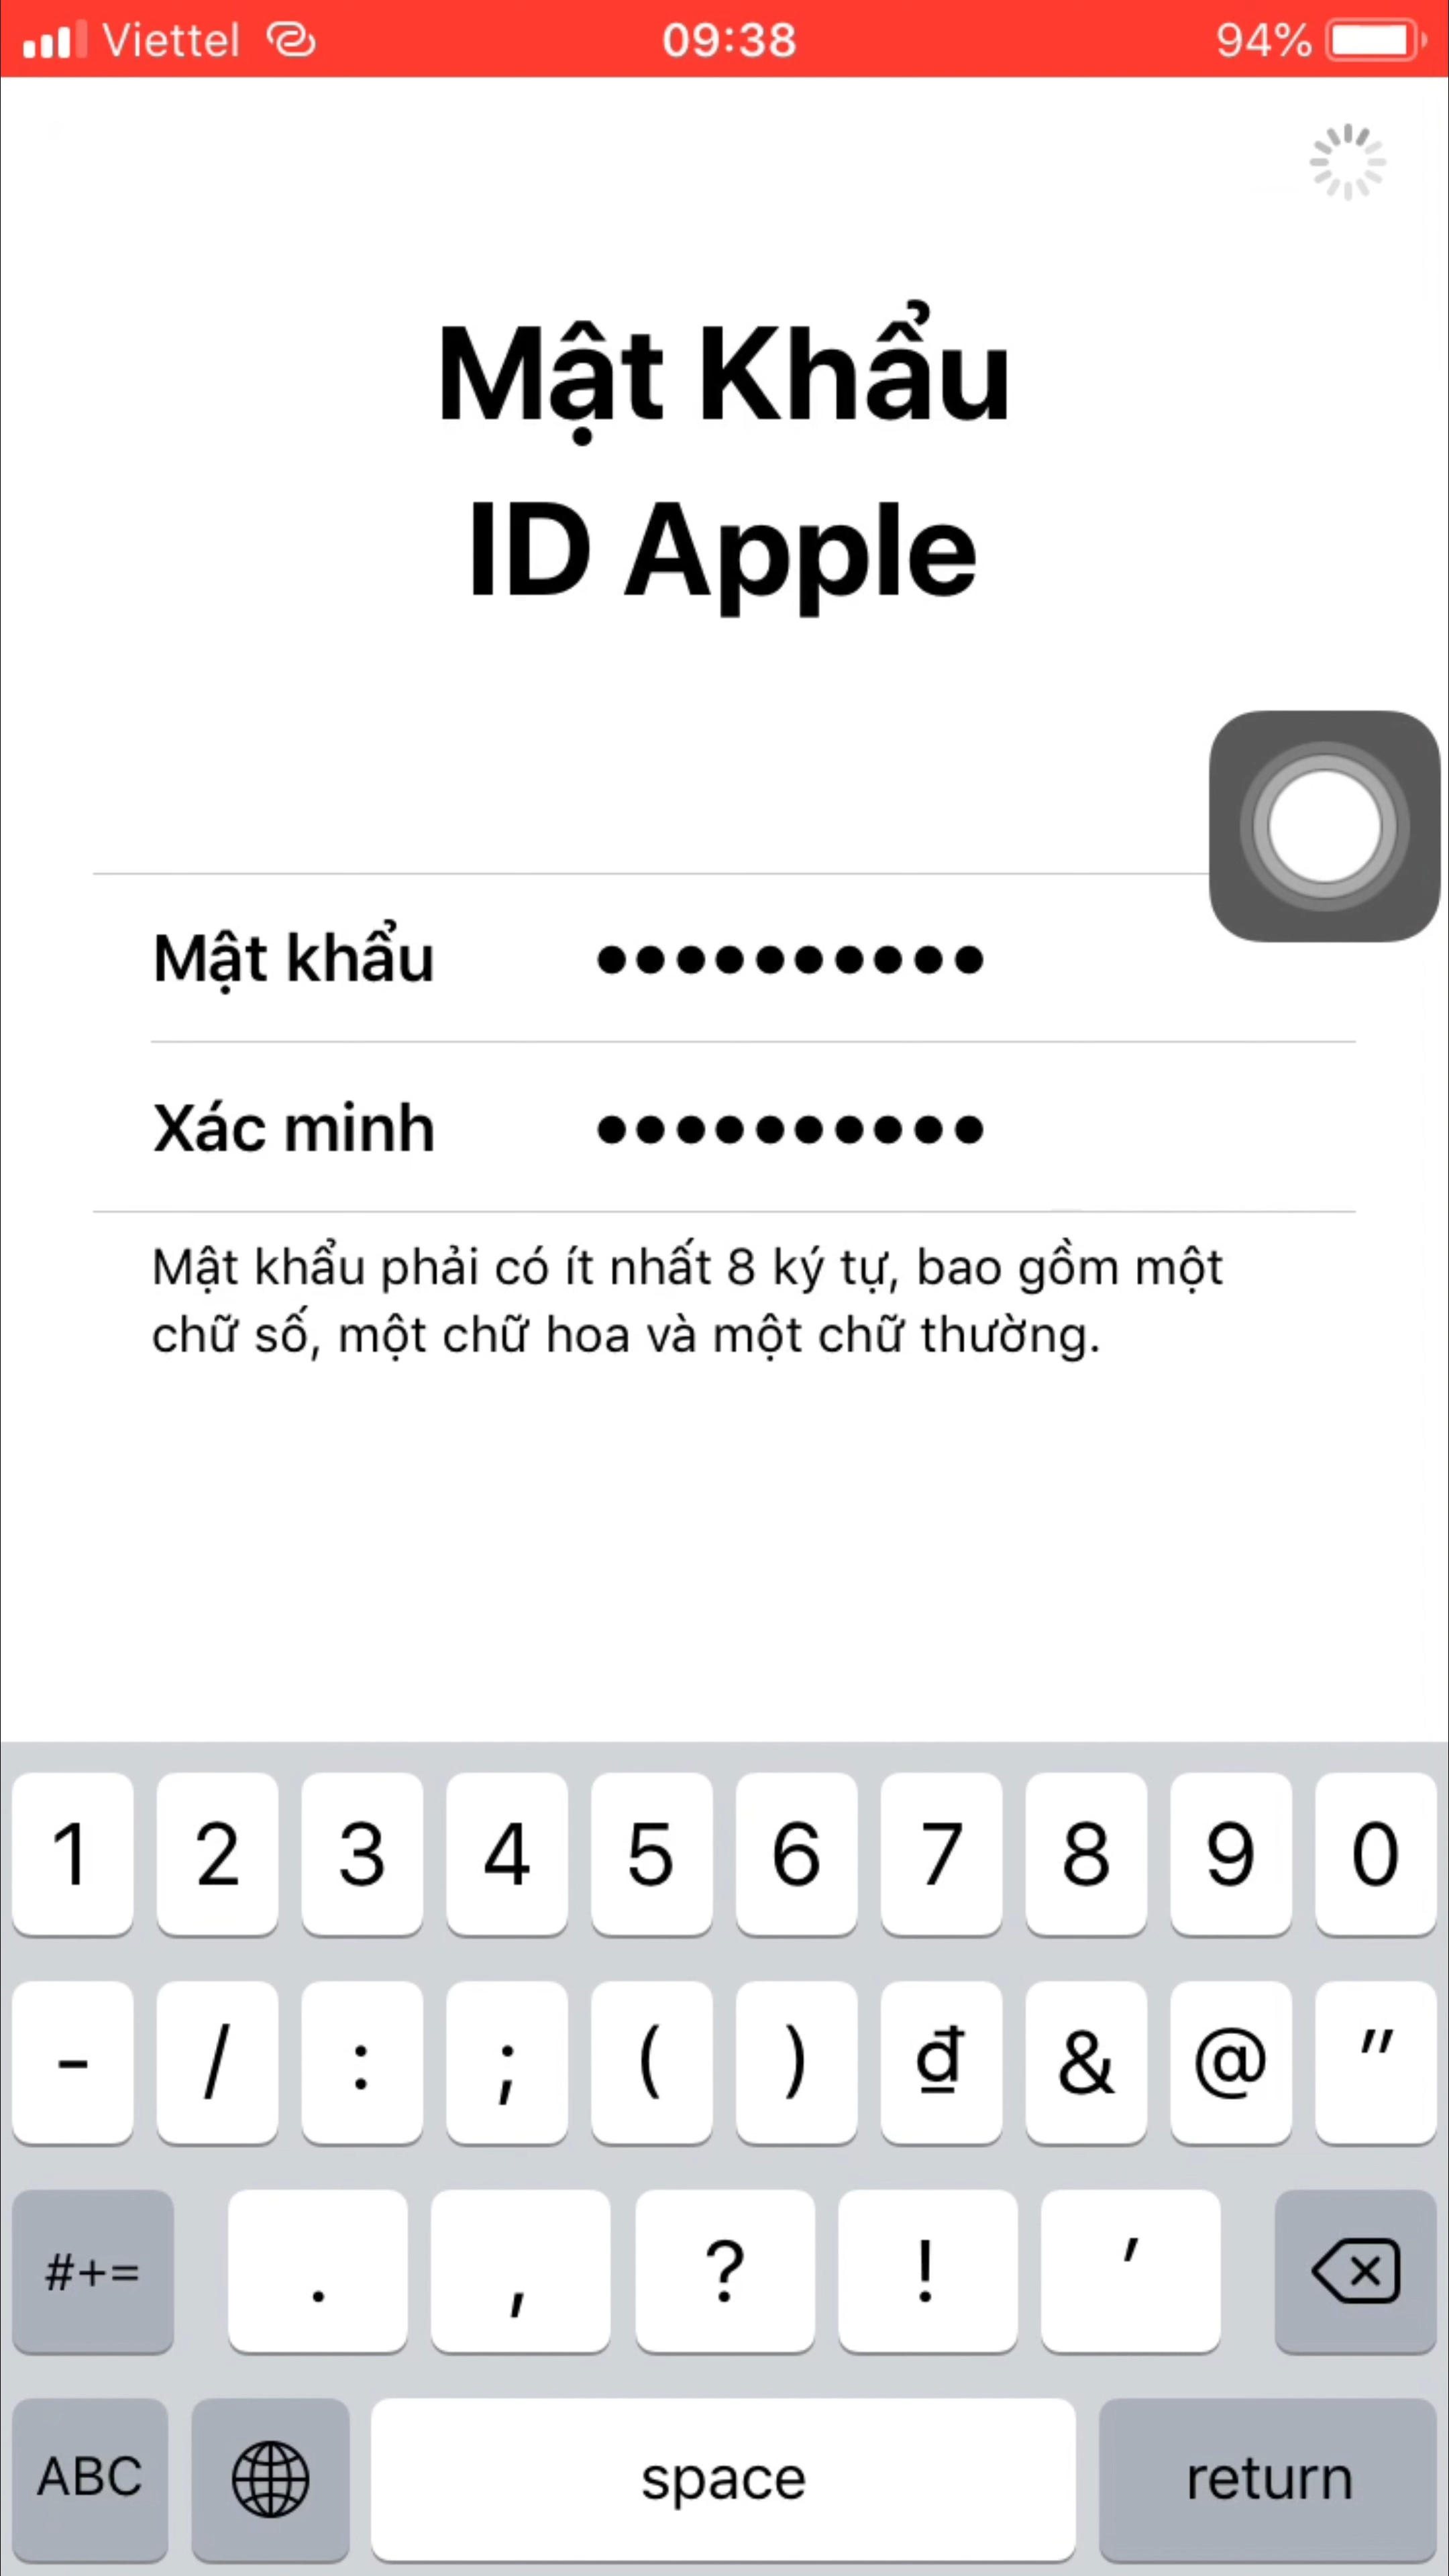 Viettel 09:38 94%
Mật Khẩu
ID Apple
Mật khẩu ●●●●●●●●●●
Xác minh ●●●●●●●●●●
Mật khẩu phải có ít nhất 8 ký tự, bao gồm một
chữ số, một chữ hoa và một chữ thường.
1 2 3 4 5 6 7 8 9 0
- / : ; ( ) ₫ & @ "
#+= . , ? ! '
ABC space return